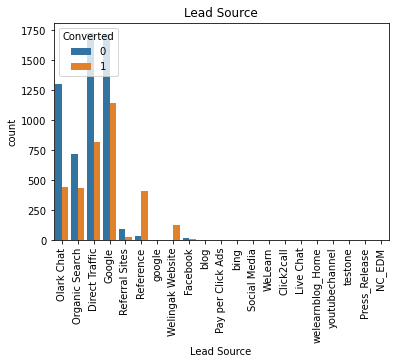 Lead Source
Converted
0
1
1750
1500
1250
1000
750
500
250
0
count
Olark Chat
Organic Search
Direct Traffic
Google
Referral Sites
Reference
google
Welingak Website
Facebook
blog
Pay per Click Ads
bing
Social Media
WeLearn
Click2call
Live Chat
welearnblog_Home
youtubechannel
testone
Press_Release
NC_EDM
Lead Source